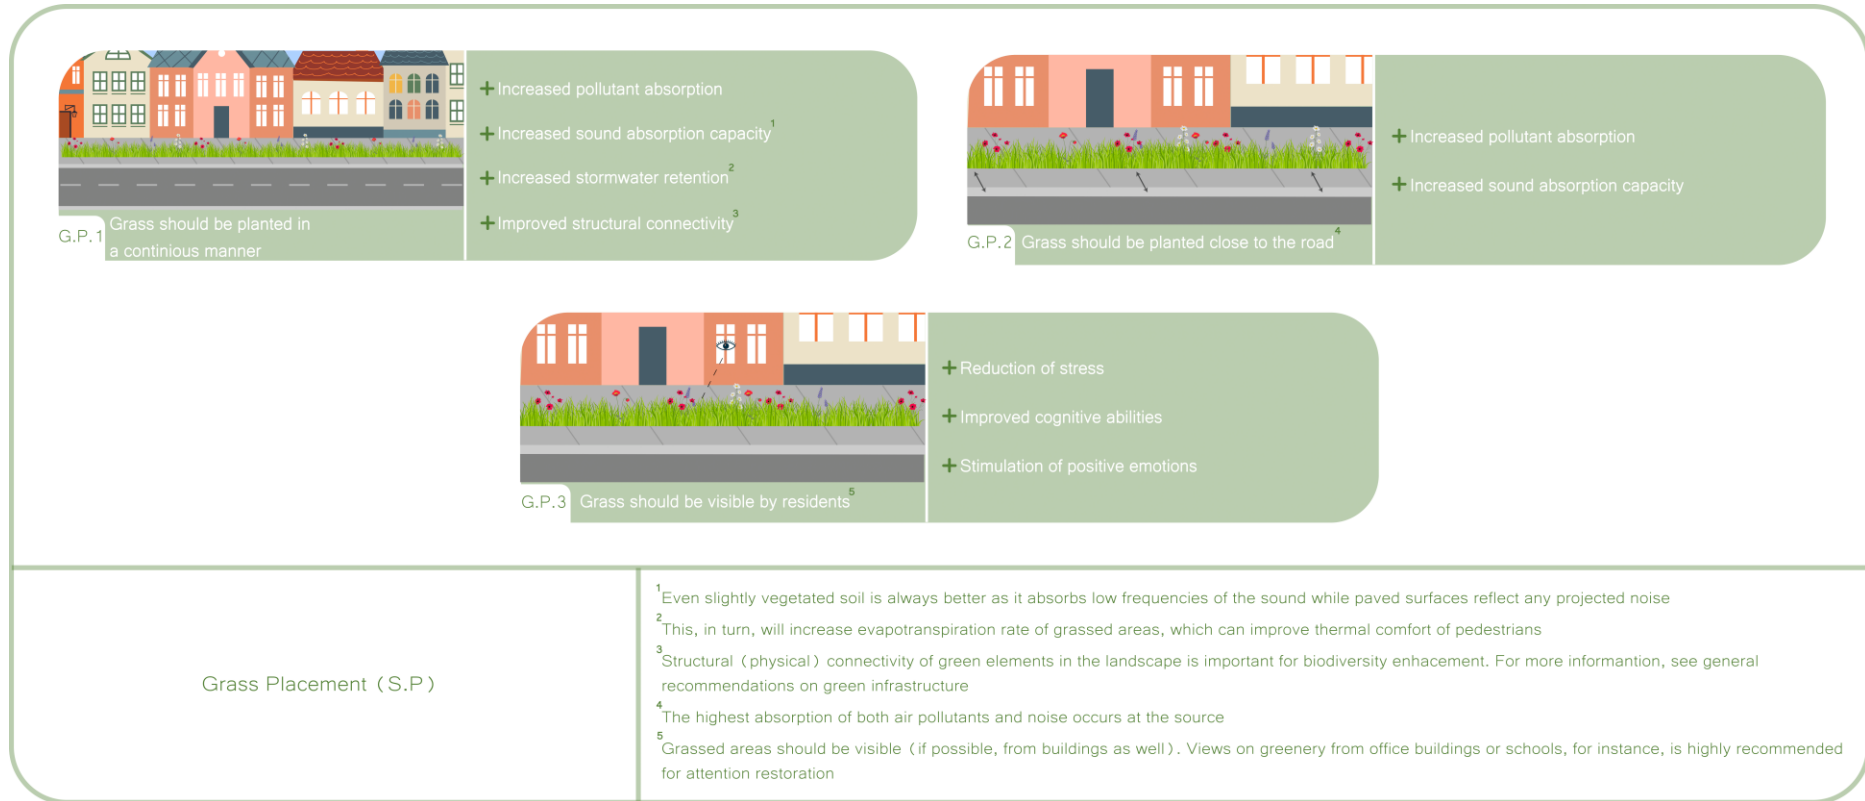 + Increased pollutant absorption
+ Increased sound absorption capacity¹
+ Increased stormwater retention²
+ Improved structural connectivity³
G.P.1 Grass should be planted in
a continious manner
+ Increased pollutant absorption
+ Increased sound absorption capacity
G.P.2 Grass should be planted close to the road⁴
+ Reduction of stress
+ Improved cognitive abilities
+ Stimulation of positive emotions
G.P.3 Grass should be visible by residents⁵
Grass Placement (S.P)
¹Even slightly vegetated soil is always better as it absorbs low frequencies of the sound while paved surfaces reflect any projected noise
²This, in turn, will increase evapotranspiration rate of grassed areas, which can improve thermal comfort of pedestrians
³Structural (physical) connectivity of green elements in the landscape is important for biodiversity enhacement. For more informantion, see general
recommendations on green infrastructure
⁴The highest absorption of both air pollutants and noise occurs at the source
⁵Grassed areas should be visible (if possible, from buildings as well). Views on greenery from office buildings or schools, for instance, is highly recommended
for attention restoration